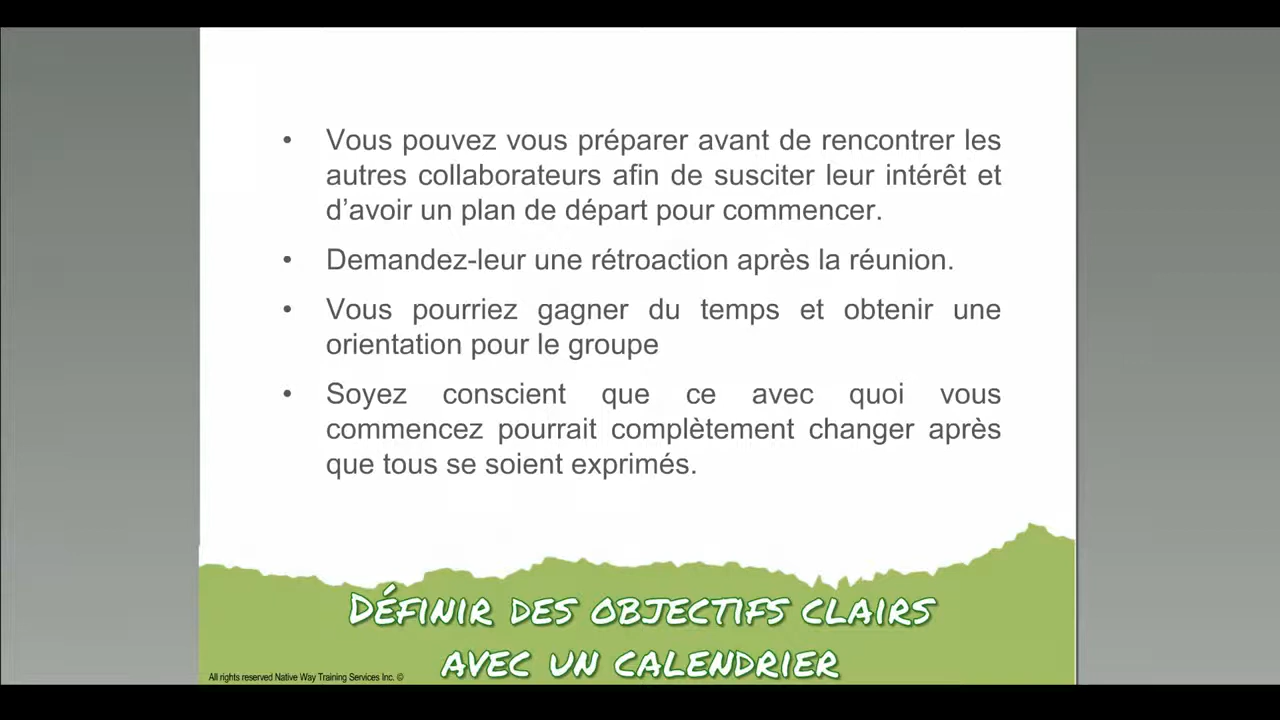 • Vous pouvez vous préparer avant de rencontrer les
autres collaborateurs afin de susciter leur intérêt et
d’avoir un plan de départ pour commencer.
• Demandez-leur une rétroaction après la réunion.
• Vous pourriez gagner du temps et obtenir une
orientation pour le groupe
• Soyez conscient que ce avec quoi vous
commencez pourrait complètement changer après
que tous se soient exprimés.
Définir des objectifs clairs
avec un calendrier
All rights reserved Native Way Training Services Inc. ©